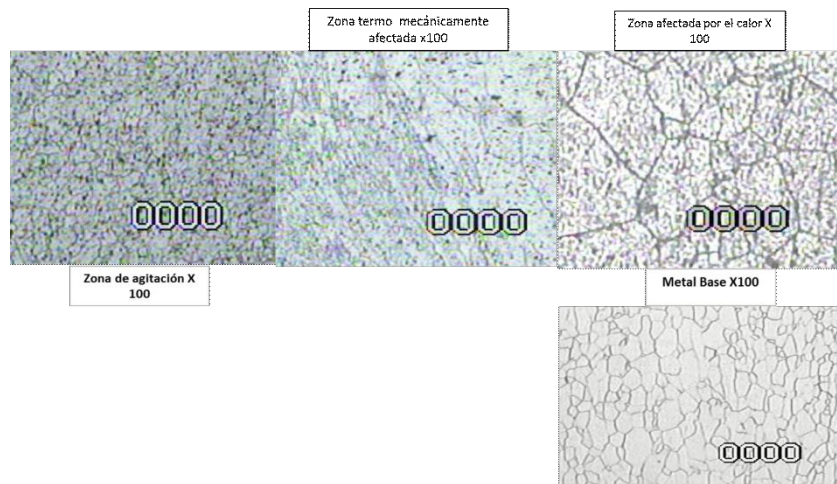 Zona termo mecánicamente
afectada x100
Zona afectada por el calor X
100
0000
0000
0000
Zona de agitación X
100
Metal Base X100
0000